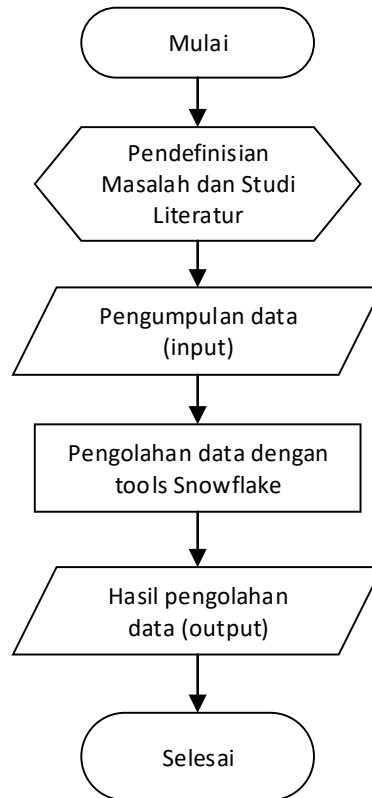 Mulai
Pendefinisian
Masalah dan Studi
Literatur
Pengumpulan data
(input)
Pengolahan data dengan
tools Snowflake
Hasil pengolahan
data (output)
Selesai